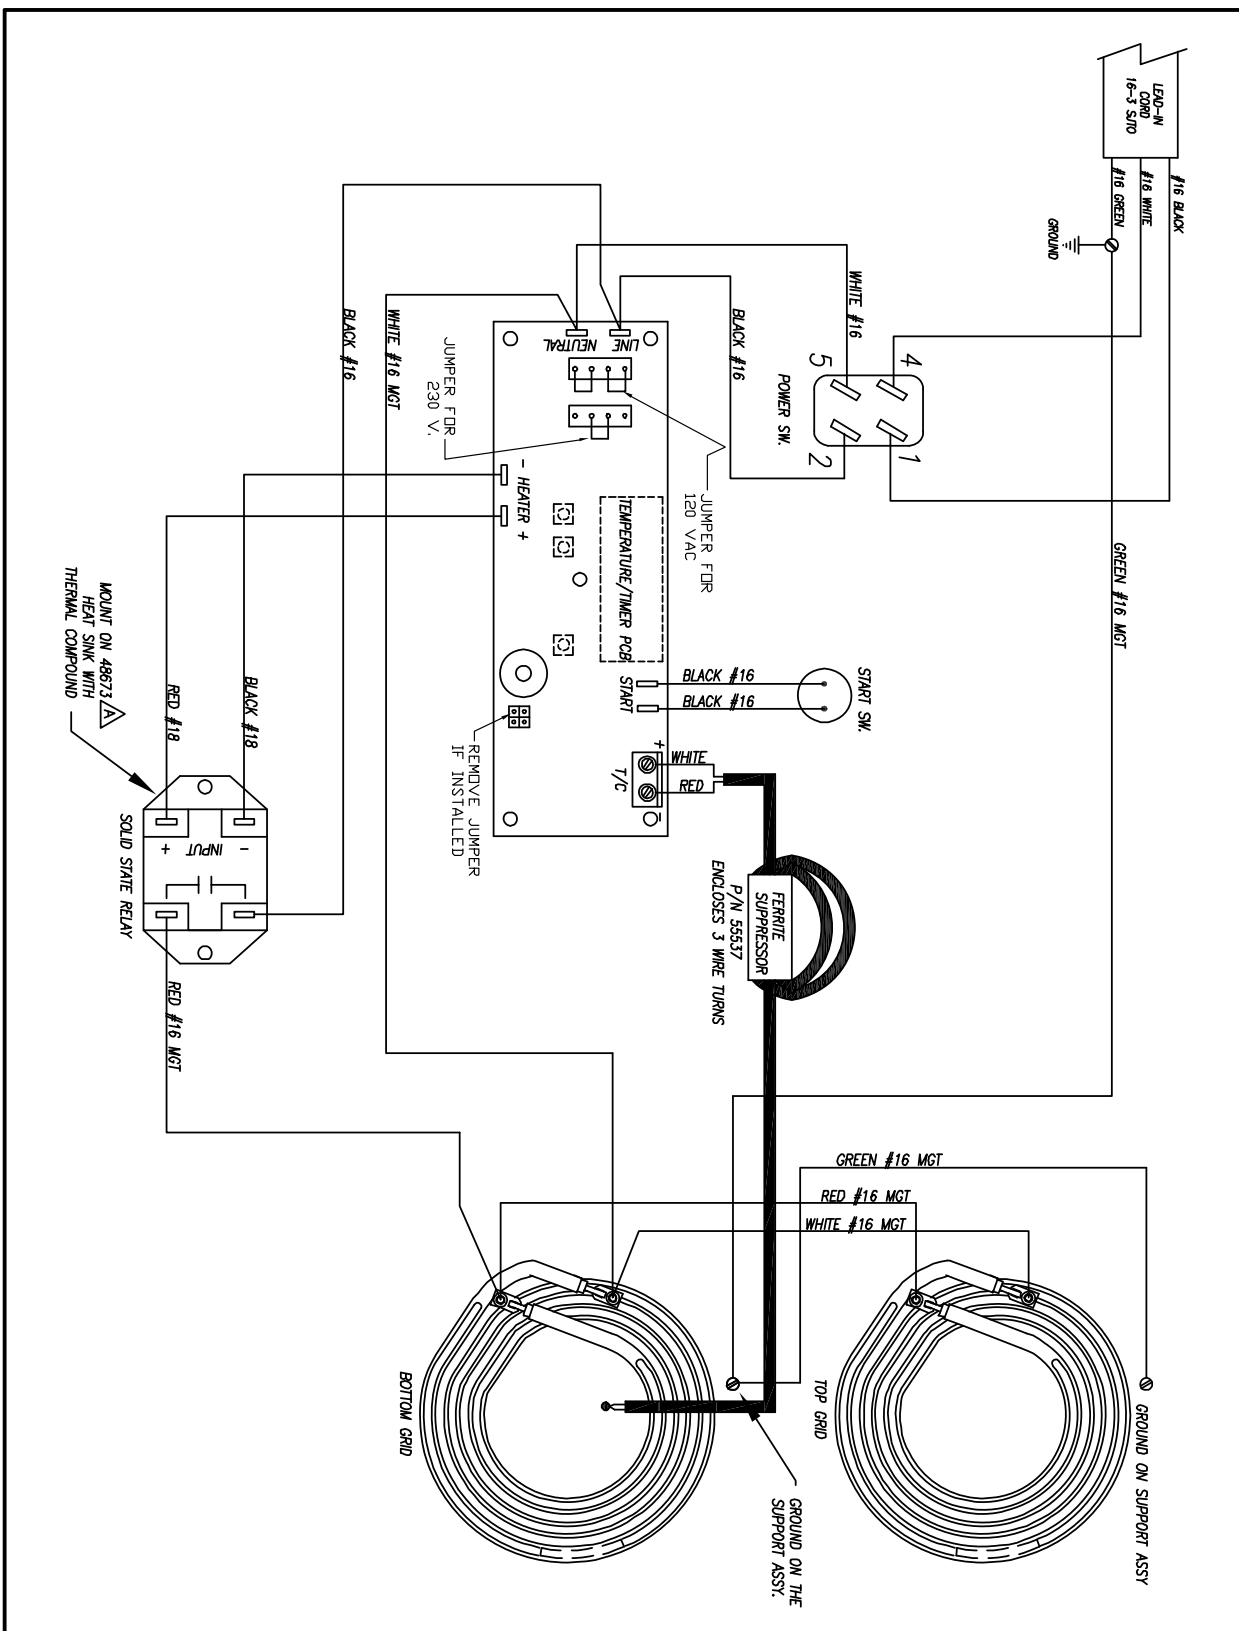 LEAD-IN
CORD
16-3 SJTO
#16 BLACK
#16 WHITE
#16 GREEN
GROUND
WHITE #16
BLACK #16
4
5
1
2
POWER SW.
GREEN #16 MGT
BLACK #16
WHITE #16 MGT
LINE
NEUTRAL
JUMPER FOR
230 V.
JUMPER FOR
120 VAC
- HEATER +
TEMPERATURE/TIMER PCB
START
BLACK #16
BLACK #16
START SW.
REMOVE JUMPER
IF INSTALLED
+
T/C
-
WHITE
RED
FERRITE
SUPPRESSOR
P/N 55537
ENCLOSES 3 WIRE TURNS
MOUNT ON 48673
HEAT SINK WITH
THERMAL COMPOUND
A
RED #18
BLACK #18
+ INPUT -
SOLID STATE RELAY
RED #16 MGT
GREEN #16 MGT
RED #16 MGT
WHITE #16 MGT
BOTTOM GRID
TOP GRID
GROUND ON THE
SUPPORT ASSY.
GROUND ON SUPPORT ASSY